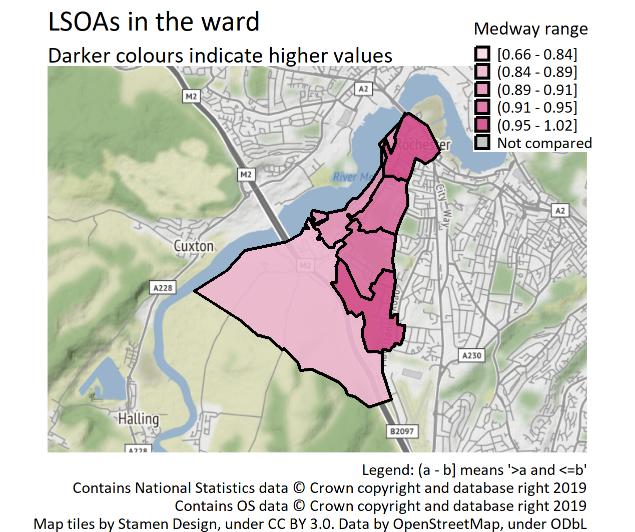 LSOAs in the ward
Darker colours indicate higher values
Medway range
[0.66 - 0.84]
(0.84 - 0.89]
(0.89 - 0.91]
(0.91 - 0.95]
(0.95 - 1.02]
Not compared
M2
A2
Rochester
River
M2
City Way
A2
Cuxton
M2
A228
A230
Halling
B2097
A228
Legend: (a - b] means '>a and <=b'
Contains National Statistics data © Crown copyright and database right 2019
Contains OS data © Crown copyright and database right 2019
Map tiles by Stamen Design, under CC BY 3.0. Data by OpenStreetMap, under ODbL